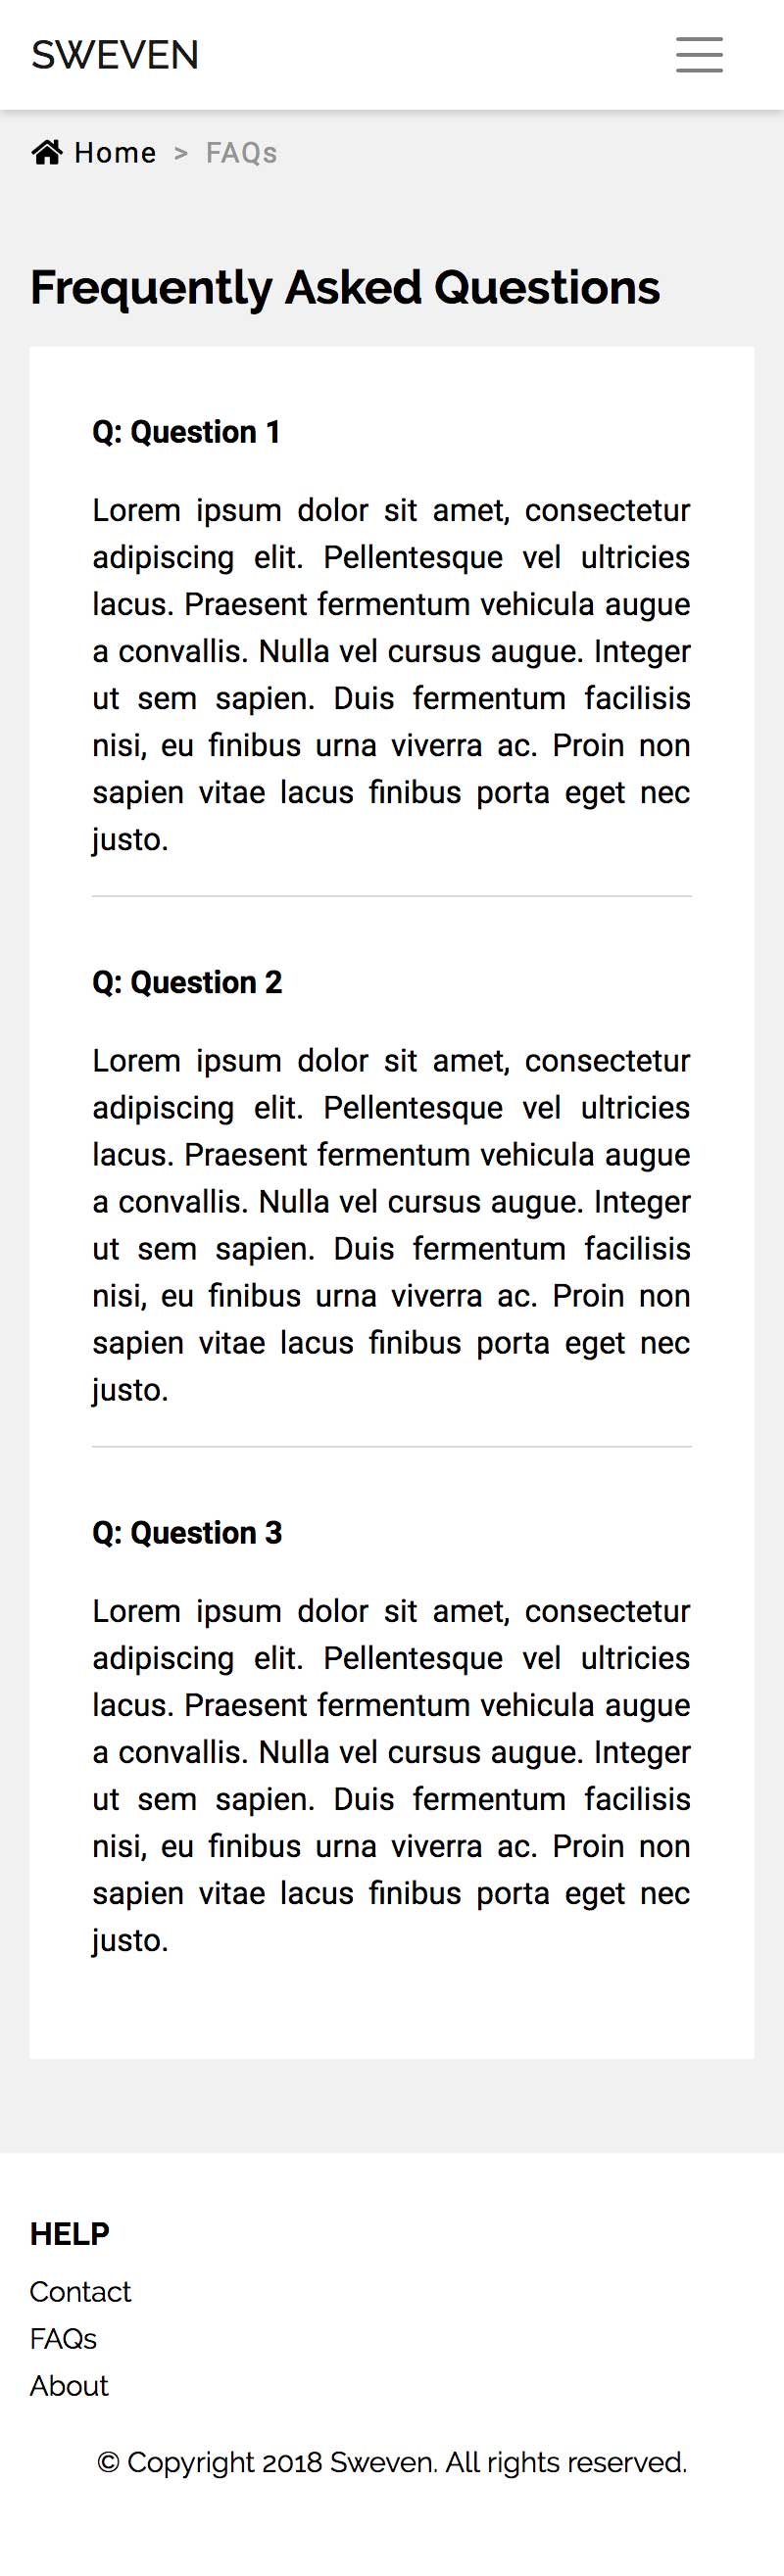 SWEVEN
Home > FAQs
Frequently Asked Questions
Q: Question 1
Lorem ipsum dolor sit amet, consectetur
adipiscing elit. Pellentesque vel ultricies
lacus. Praesent fermentum vehicula augue
a convallis. Nulla vel cursus augue. Integer
ut sem sapien. Duis fermentum facilisis
nisi, eu finibus urna viverra ac. Proin non
sapien vitae lacus finibus porta eget nec
justo.
Q: Question 2
Lorem ipsum dolor sit amet, consectetur
adipiscing elit. Pellentesque vel ultricies
lacus. Praesent fermentum vehicula augue
a convallis. Nulla vel cursus augue. Integer
ut sem sapien. Duis fermentum facilisis
nisi, eu finibus urna viverra ac. Proin non
sapien vitae lacus finibus porta eget nec
justo.
Q: Question 3
Lorem ipsum dolor sit amet, consectetur
adipiscing elit. Pellentesque vel ultricies
lacus. Praesent fermentum vehicula augue
a convallis. Nulla vel cursus augue. Integer
ut sem sapien. Duis fermentum facilisis
nisi, eu finibus urna viverra ac. Proin non
sapien vitae lacus finibus porta eget nec
justo.
HELP
Contact
FAQs
About
© Copyright 2018 Sweven. All rights reserved.